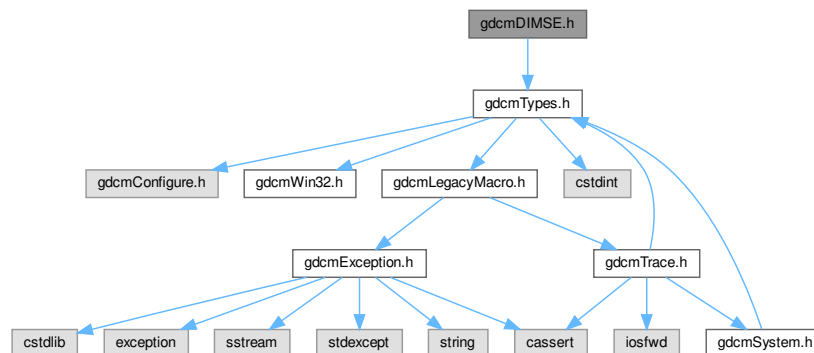 gdcmDIMSE.h
gdcmTypes.h
gdcmConfigure.h
gdcmWin32.h
gdcmLegacyMacro.h
cstdint
gdcmException.h
gdcmTrace.h
cstdlib
exception
sstream
stdexcept
string
cassert
iosfwd
gdcmSystem.h